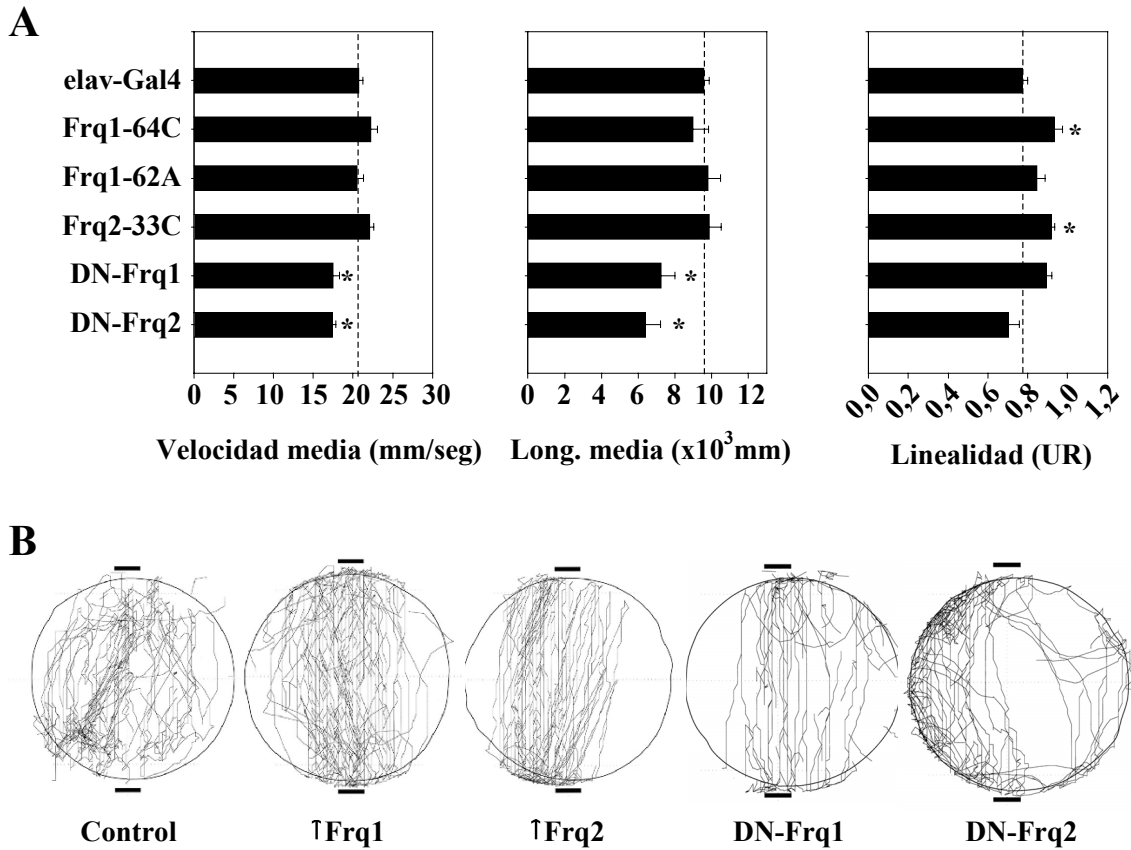 A
elav-Gal4
Frq1-64C
Frq1-62A
Frq2-33C
DN-Frq1
DN-Frq2
* *
* *
* *
0 5 10 15 20 25 30
Velocidad media (mm/seg)
0 2 4 6 8 10 12
Long. media (x10³mm)
0,0 0,2 0,4 0,6 0,8 1,0 1,2
Linealidad (UR)
B
Control
↑Frq1
↑Frq2
DN-Frq1
DN-Frq2